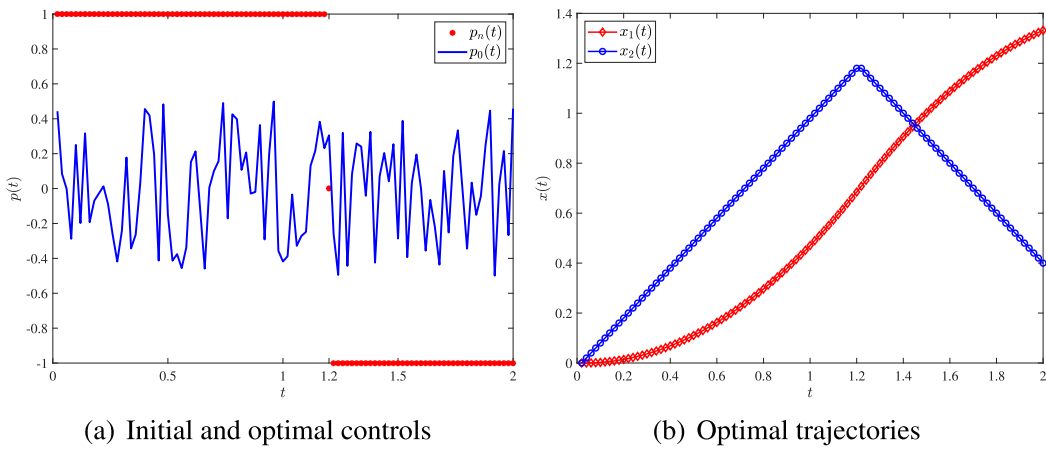 1
0.8
0.6
0.4
0.2
0
-0.2
-0.4
-0.6
-0.8
-1
p(t)
0 0.5 1 1.2 1.5 2
t
p_n(t)
p_0(t)
(a) Initial and optimal controls
1.4
1.2
1
0.8
0.6
0.4
0.2
0
x(t)
0 0.2 0.4 0.6 0.8 1 1.2 1.4 1.6 1.8 2
t
x_1(t)
x_2(t)
(b) Optimal trajectories